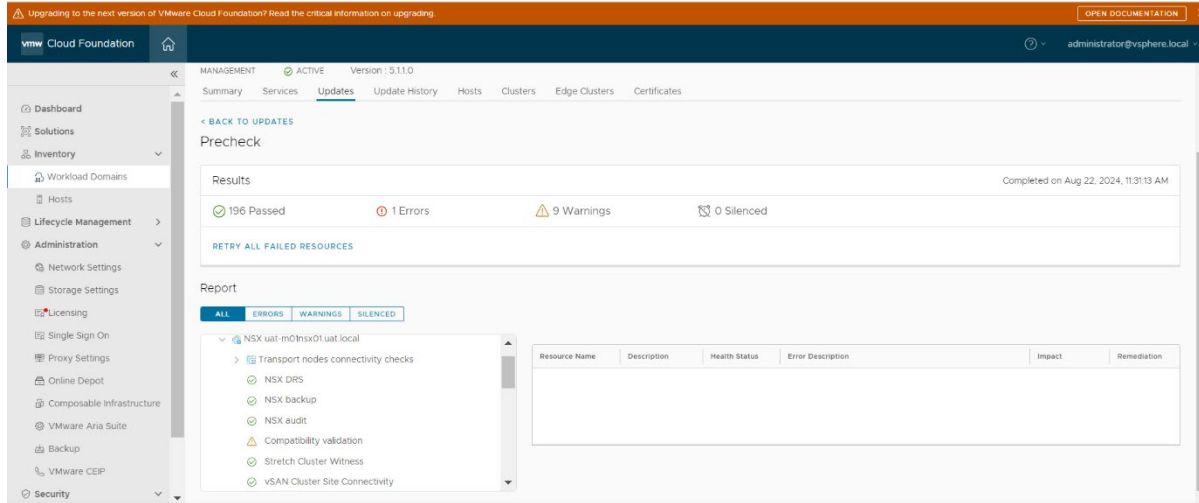 Upgrading to the next version of VMware Cloud Foundation? Read the critical information on upgrading.
OPEN DOCUMENTATION
vmw Cloud Foundation
administrator@vsphere.local
MANAGEMENT ACTIVE Version : 5.1.1.0
Summary Services Updates Update History Hosts Clusters Edge Clusters Certificates
Dashboard
Solutions
Inventory
Workload Domains
Hosts
Lifecycle Management
Administration
Network Settings
Storage Settings
Licensing
Single Sign On
Proxy Settings
Online Depot
Composable Infrastructure
VMware Aria Suite
Backup
VMware CEIP
Security
< BACK TO UPDATES
Precheck
Results
Completed on Aug 22, 2024, 11:31:13 AM
196 Passed 1 Errors 9 Warnings 0 Silenced
RETRY ALL FAILED RESOURCES
Report
ALL ERRORS WARNINGS SILENCED
NSX uat-m01nsx01.uat.local
Transport nodes connectivity checks
NSX DRS
NSX backup
NSX audit
Compatibility validation
Stretch Cluster Witness
vSAN Cluster Site Connectivity
Resource Name Description Health Status Error Description Impact Remediation